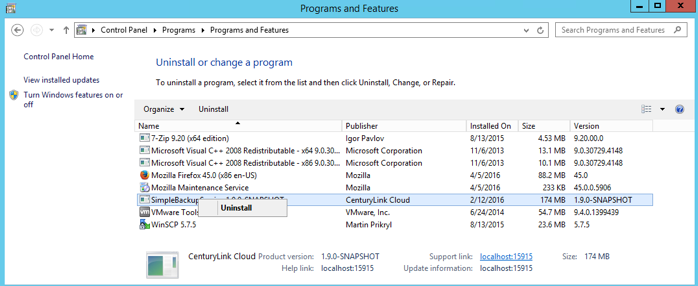 Programs and Features
Control Panel ▸ Programs ▸ Programs and Features
Search Programs and Features
Control Panel Home
View installed updates
Turn Windows features on or
off
Uninstall or change a program
To uninstall a program, select it from the list and then click Uninstall, Change, or Repair.
Organize Uninstall
Name Publisher Installed On Size Version
7-Zip 9.20 (x64 edition) Igor Pavlov 8/13/2015 4.53 MB 9.20.00.0
Microsoft Visual C++ 2008 Redistributable - x64 9.0.30... Microsoft Corporation 11/6/2013 13.1 MB 9.0.30729.4148
Microsoft Visual C++ 2008 Redistributable - x86 9.0.30... Microsoft Corporation 11/6/2013 10.1 MB 9.0.30729.4148
Mozilla Firefox 45.0 (x86 en-US) Mozilla 4/5/2016 88.2 MB 45.0
Mozilla Maintenance Service Mozilla 4/5/2016 233 KB 45.0.0.5906
SimpleBackupService 1.9.0-SNAPSHOT CenturyLink Cloud 2/12/2016 174 MB 1.9.0-SNAPSHOT
Uninstall
VMware Tools VMware, Inc. 6/24/2014 54.7 MB 9.4.0.1399439
WinSCP 5.7.5 Martin Prikryl 8/13/2015 23.6 MB 5.7.5
CenturyLink Cloud Product version: 1.9.0-SNAPSHOT Support link: localhost:15915 Size: 174 MB
Help link: localhost:15915 Update information: localhost:15915